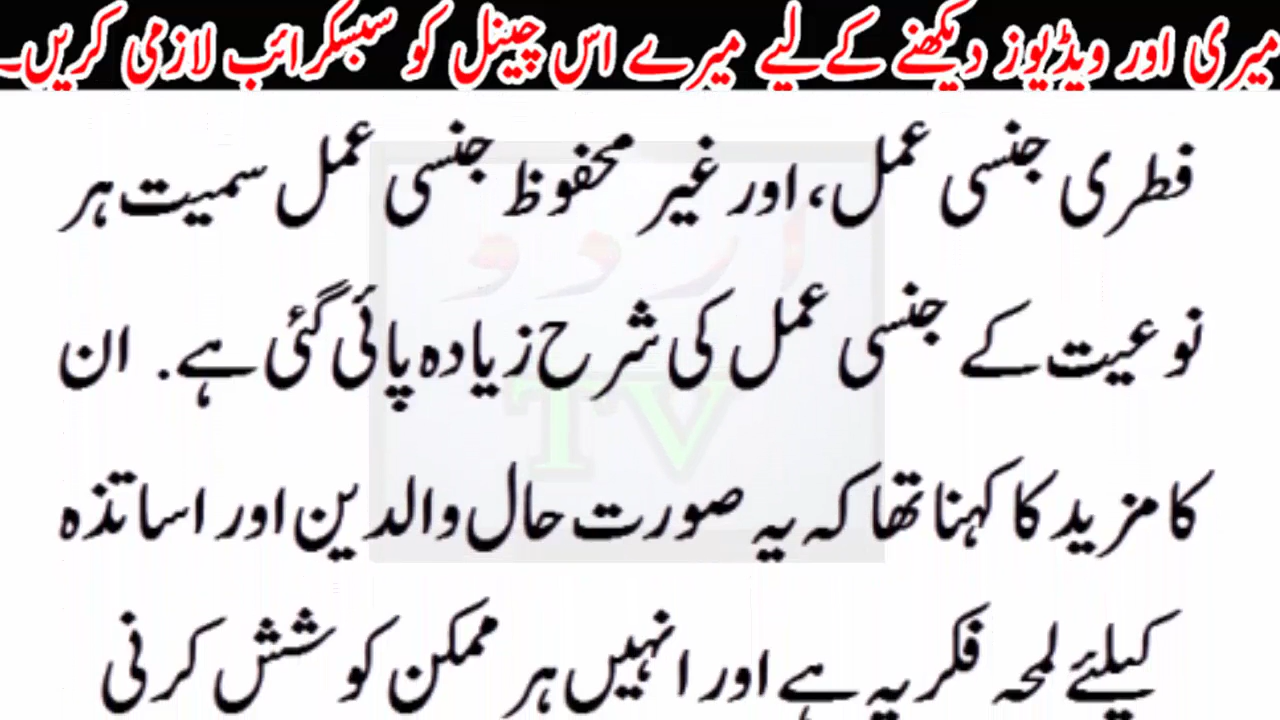 میری اور ویڈیوز دیکھنے کے لیے میرے اس چینل کو سبسکرائب لازمی کریں۔
فطری جنسی عمل، اور غیر محفوظ جنسی عمل سمیت ہر
نوعیت کے جنسی عمل کی شرح زیادہ پائی گئی ہے. ان
کا مزید کا کہنا تھا کہ یہ صورت حال والدین اور اساتذہ
کیلئے لمحہ فکریہ ہے اور انہیں ہر ممکن کوشش کرنی
اردو
TV